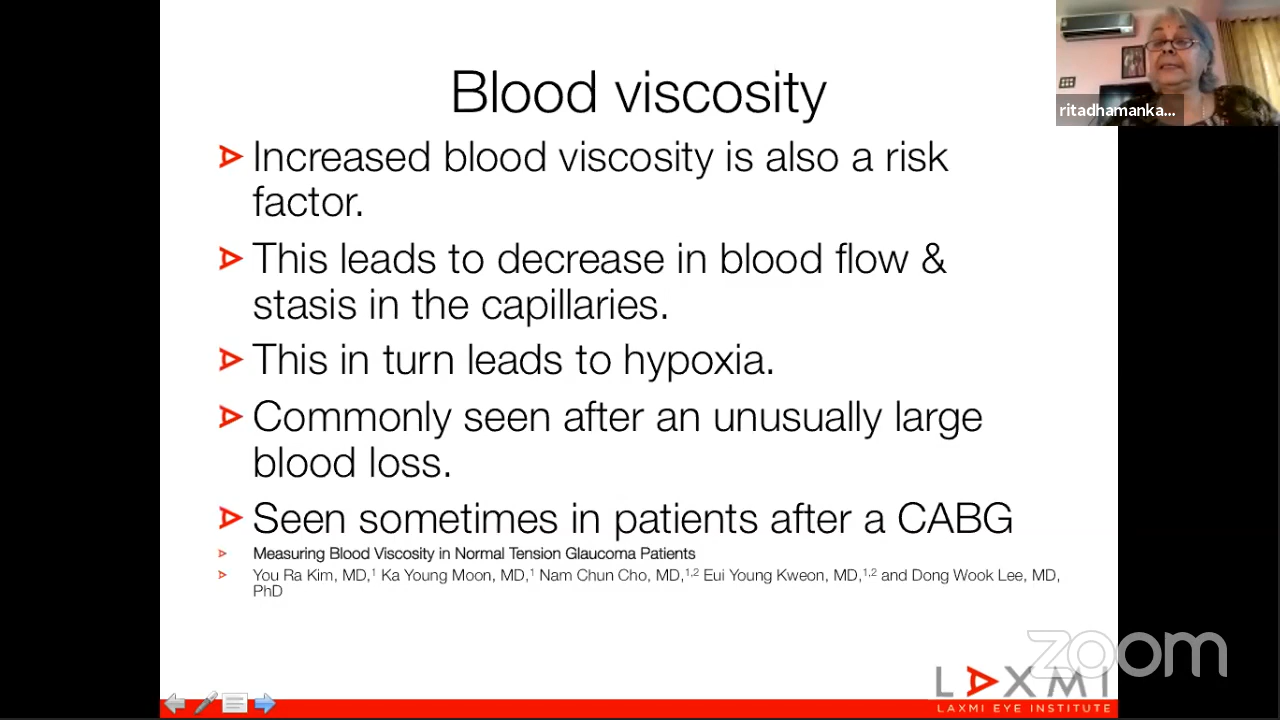 Blood viscosity
Increased blood viscosity is also a risk
factor.
This leads to decrease in blood flow &
stasis in the capillaries.
This in turn leads to hypoxia.
Commonly seen after an unusually large
blood loss.
Seen sometimes in patients after a CABG
Measuring Blood Viscosity in Normal Tension Glaucoma Patients
You Ra Kim, MD,¹ Ka Young Moon, MD,¹ Nam Chun Cho, MD,¹,² Eui Young Kweon, MD,¹,² and Dong Wook Lee, MD,
PhD
ritadhamanka...
zoom
LAXMI
LAXMI EYE INSTITUTE